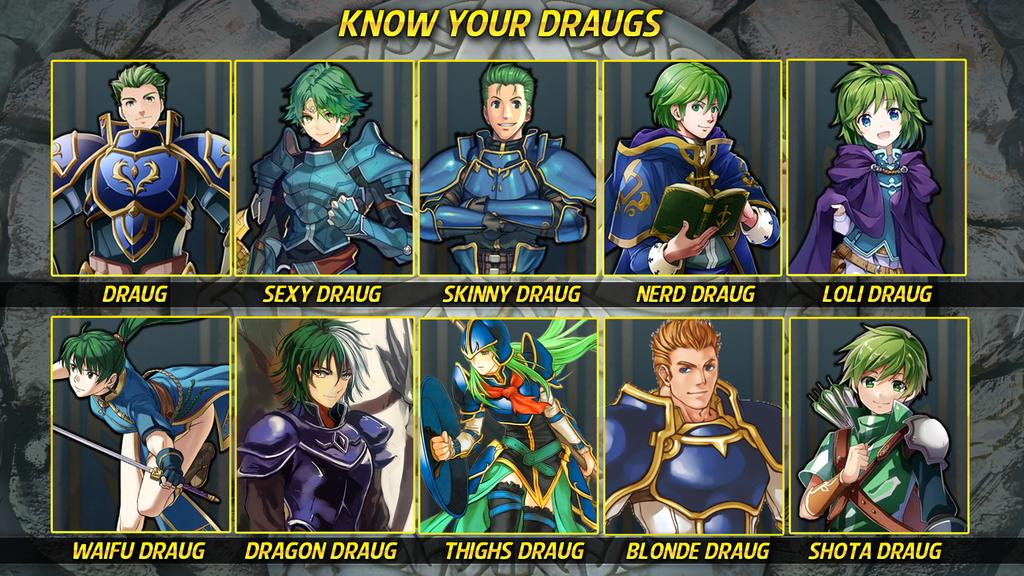 KNOW YOUR DRAUGS
DRAUG
SEXY DRAUG
SKINNY DRAUG
NERD DRAUG
LOLI DRAUG
WAIFU DRAUG
DRAGON DRAUG
THIGHS DRAUG
BLONDE DRAUG
SHOTA DRAUG